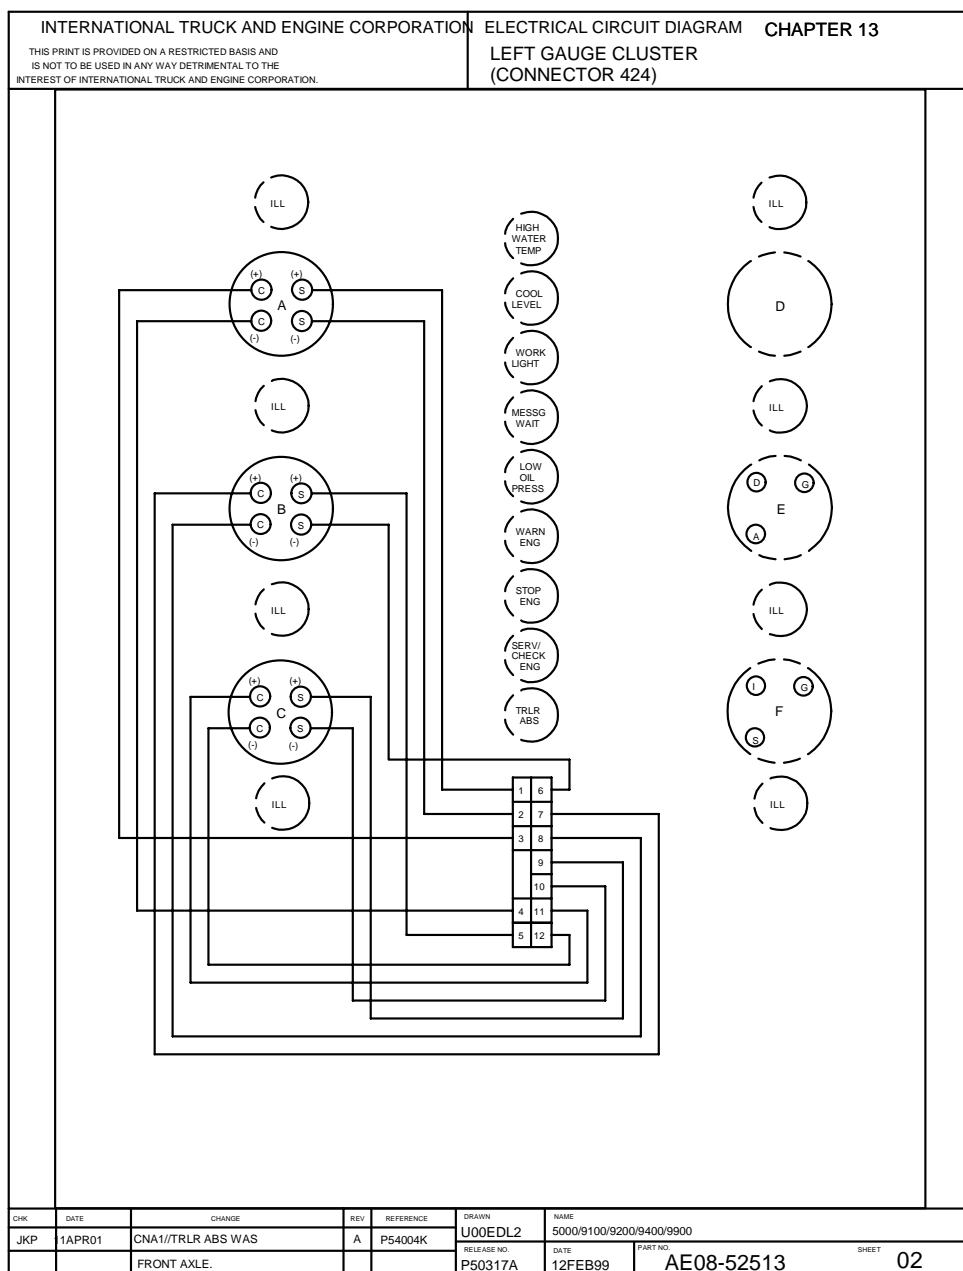 INTERNATIONAL TRUCK AND ENGINE CORPORATION
THIS PRINT IS PROVIDED ON A RESTRICTED BASIS AND
IS NOT TO BE USED IN ANY WAY DETRIMENTAL TO THE
INTEREST OF INTERNATIONAL TRUCK AND ENGINE CORPORATION.
ELECTRICAL CIRCUIT DIAGRAM CHAPTER 13
LEFT GAUGE CLUSTER
(CONNECTOR 424)
ILL
(+) (+)
C S
A
C S
(-) (-)
ILL
(+) (+)
C S
B
C S
(-) (-)
ILL
(+) (+)
C S
C
C S
(-) (-)
ILL
HIGH
WATER
TEMP
COOL
LEVEL
WORK
LIGHT
MESSG
WAIT
LOW
OIL
PRESS
WARN
ENG
STOP
ENG
SERV/
CHECK
ENG
TRLR
ABS
ILL
D
ILL
D G
E
A
ILL
I G
F
S
ILL
1 6
2 7
3 8
9
10
4 11
5 12
CHK DATE CHANGE REV REFERENCE
JKP 11APR01 CNA1//TRLR ABS WAS A P54004K
FRONT AXLE.
DRAWN
U00EDL2
NAME
5000/9100/9200/9400/9900
RELEASE NO.
P50317A
DATE
12FEB99
PART NO.
AE08-52513
SHEET
02